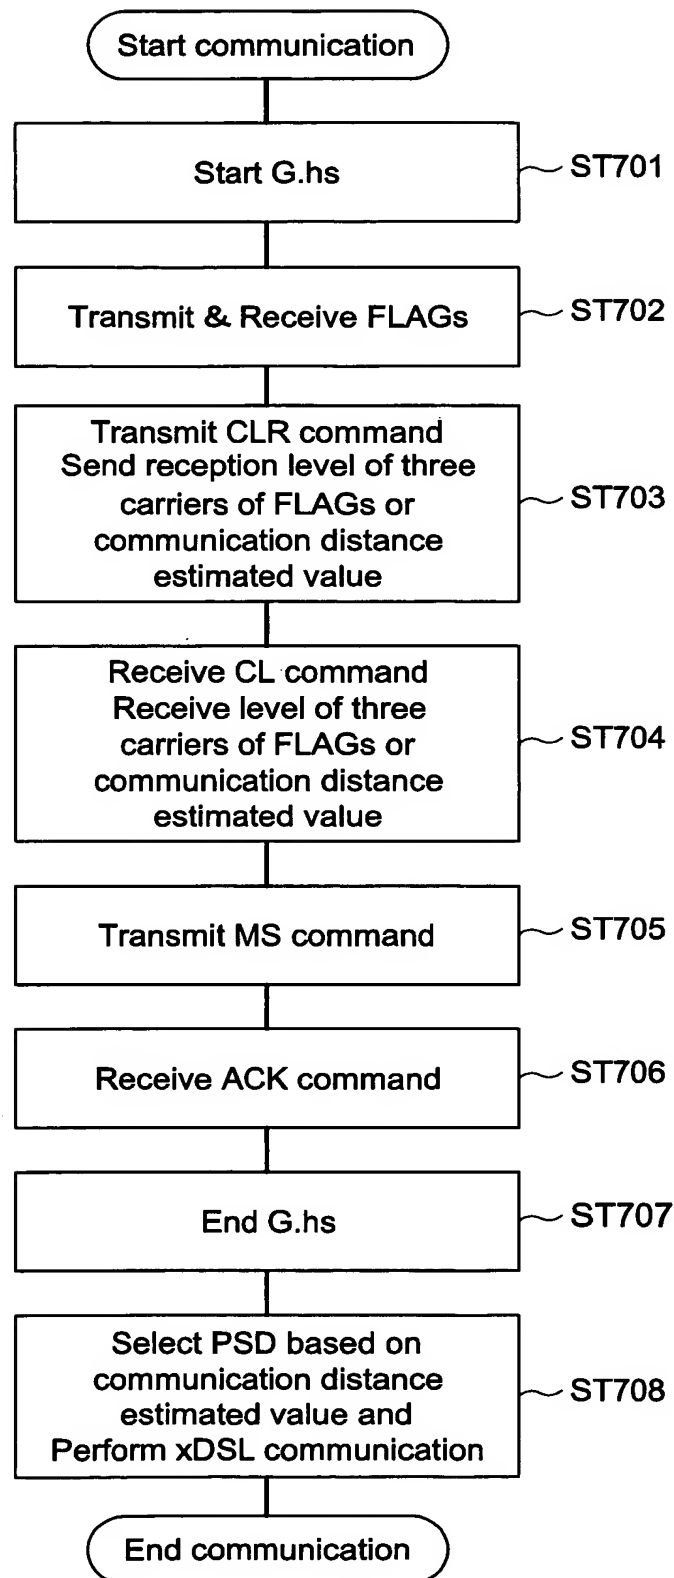 Start communication
Start G.hs
ST701
Transmit & Receive FLAGs
ST702
Transmit CLR command
Send reception level of three
carriers of FLAGs or
communication distance
estimated value
ST703
Receive CL command
Receive level of three
carriers of FLAGs or
communication distance
estimated value
ST704
Transmit MS command
ST705
Receive ACK command
ST706
End G.hs
ST707
Select PSD based on
communication distance
estimated value and
Perform xDSL communication
ST708
End communication